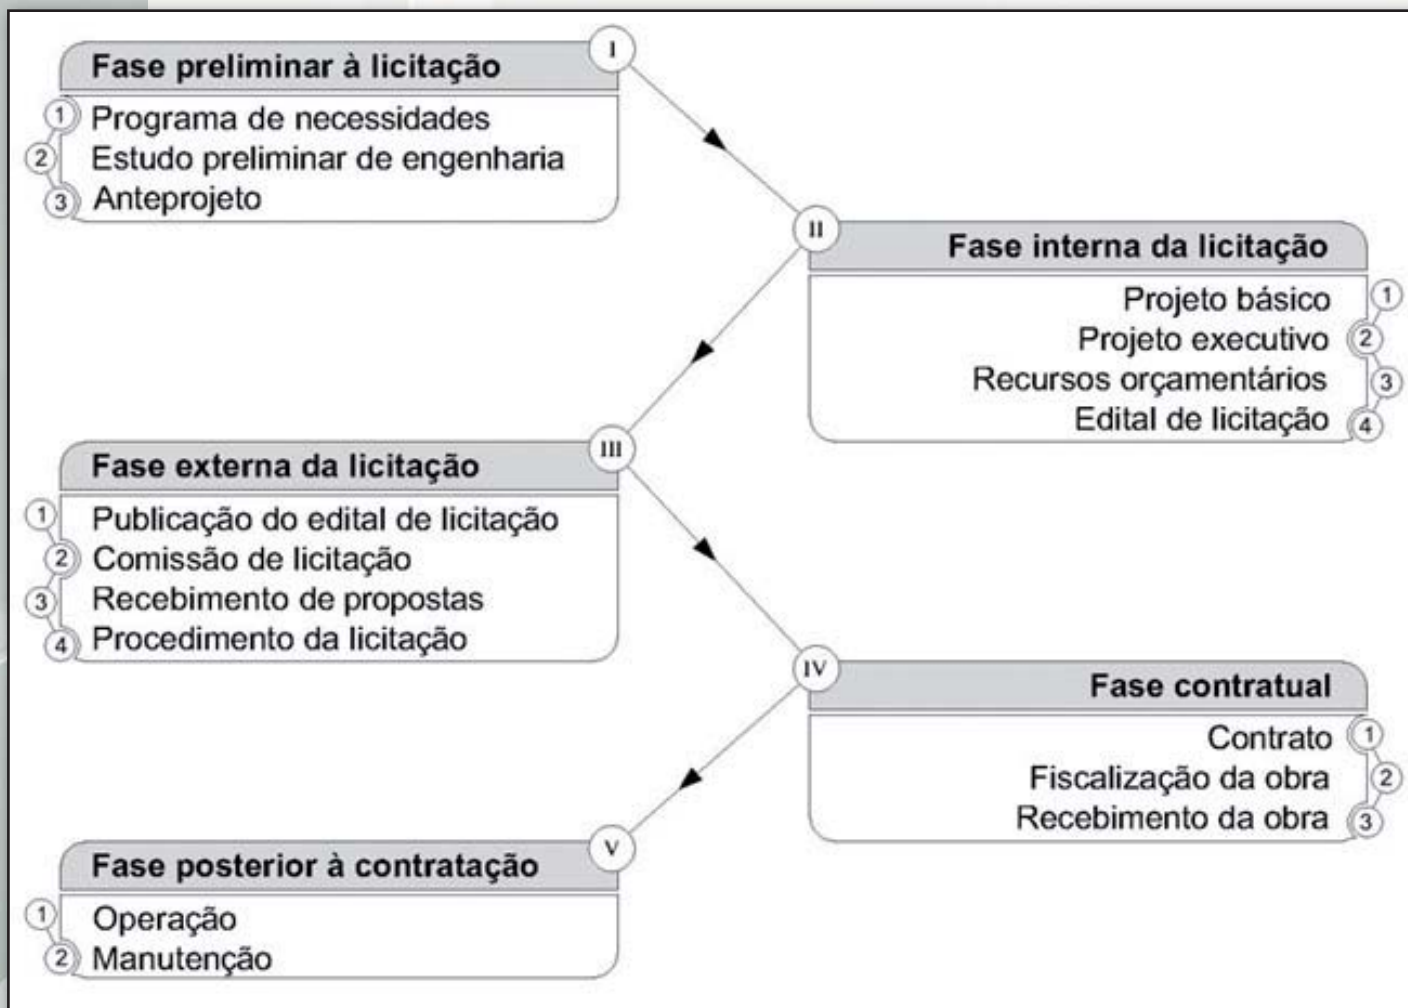 I
Fase preliminar à licitação
1 Programa de necessidades
2 Estudo preliminar de engenharia
3 Anteprojeto
II
Fase interna da licitação
Projeto básico 1
Projeto executivo 2
Recursos orçamentários 3
Edital de licitação 4
III
Fase externa da licitação
1 Publicação do edital de licitação
2 Comissão de licitação
3 Recebimento de propostas
4 Procedimento da licitação
IV
Fase contratual
Contrato 1
Fiscalização da obra 2
Recebimento da obra 3
V
Fase posterior à contratação
1 Operação
2 Manutenção